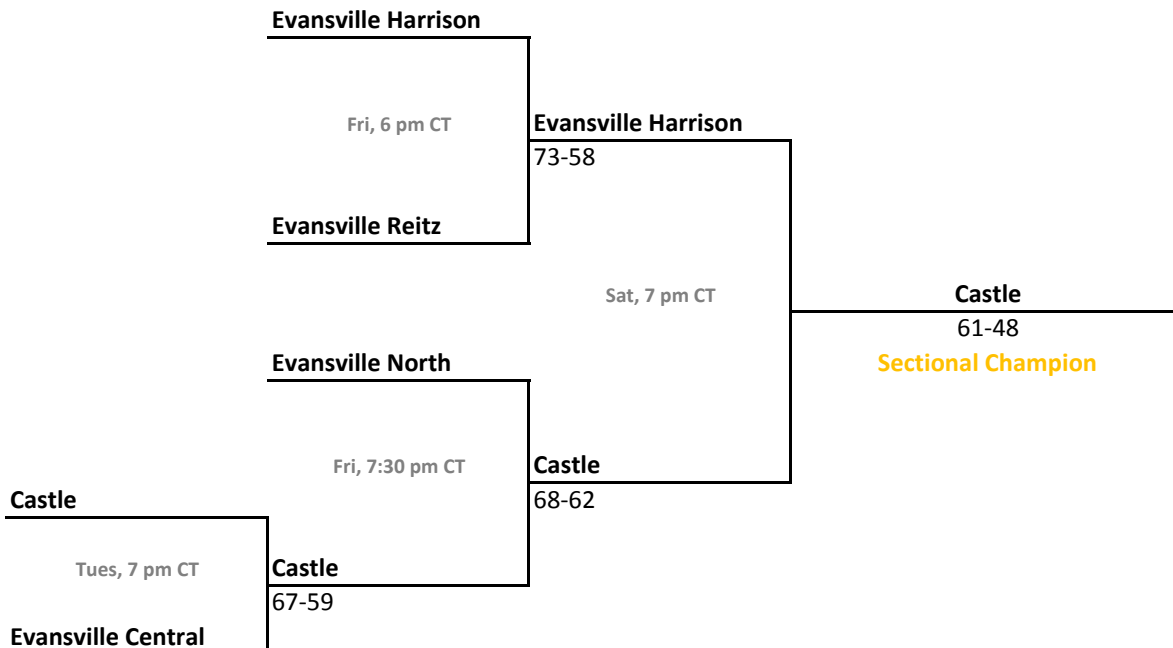 Evansville Harrison
Fri, 6 pm CT
Evansville Harrison
73-58
Evansville Reitz
Sat, 7 pm CT
Castle
61-48
Sectional Champion
Evansville North
Fri, 7:30 pm CT
Castle
68-62
Castle
Tues, 7 pm CT
Castle
67-59
Evansville Central